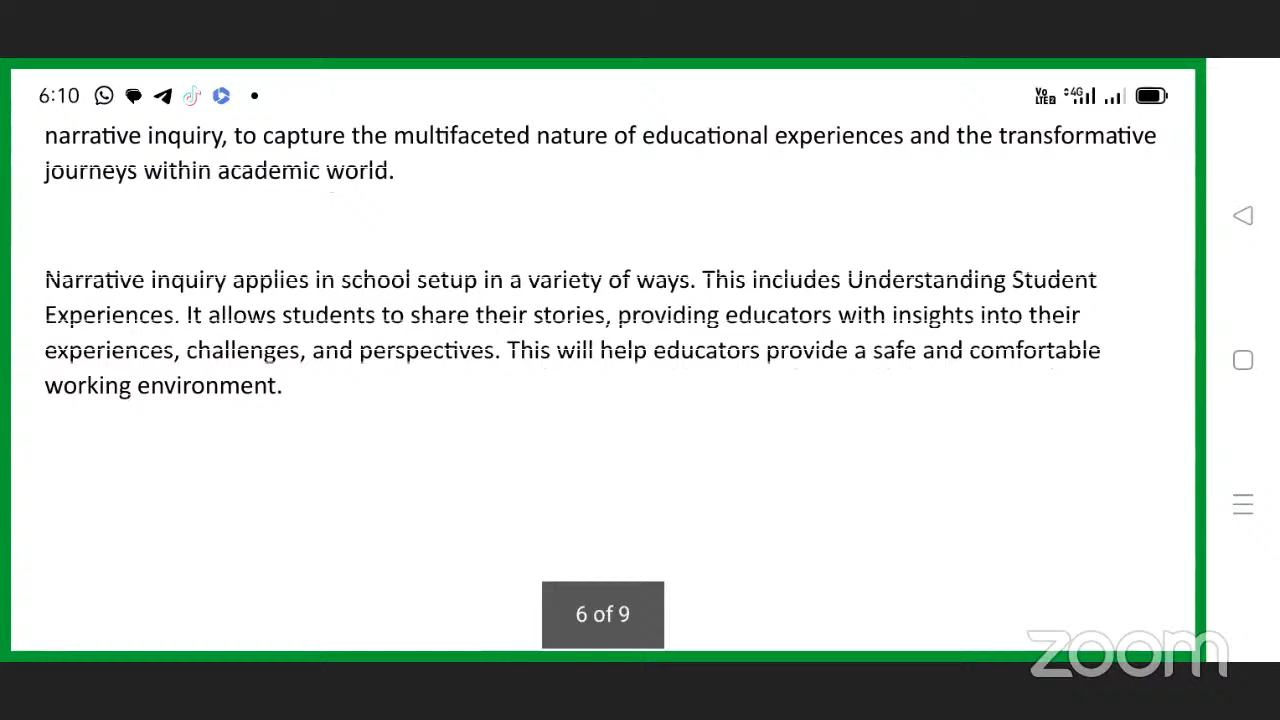 6:10
Vo LTE2 4G
narrative inquiry, to capture the multifaceted nature of educational experiences and the transformative
journeys within academic world.
Narrative inquiry applies in school setup in a variety of ways. This includes Understanding Student
Experiences. It allows students to share their stories, providing educators with insights into their
experiences, challenges, and perspectives. This will help educators provide a safe and comfortable
working environment.
6 of 9
zoom